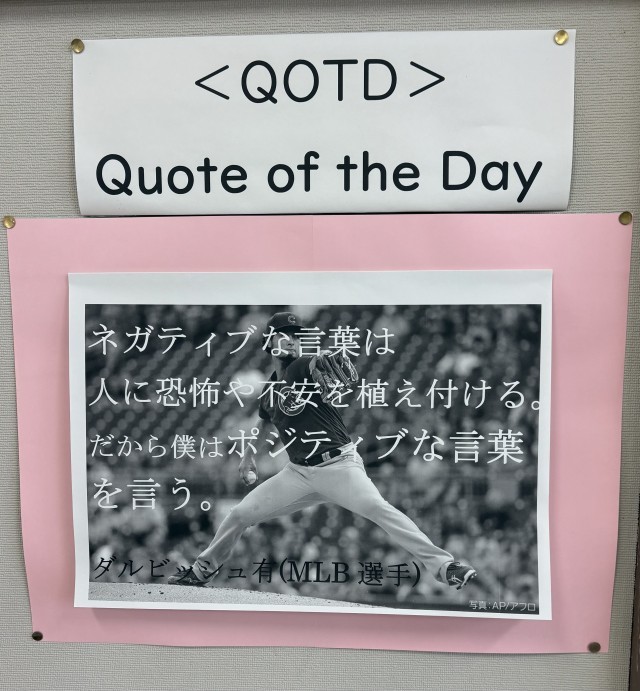 ＜QOTD＞
Quote of the Day
ネガティブな言葉は
人に恐怖や不安を植え付ける。
だから僕はポジティブな言葉
を言う。
ダルビッシュ有(MLB 選手)
写真：AP/アフロ